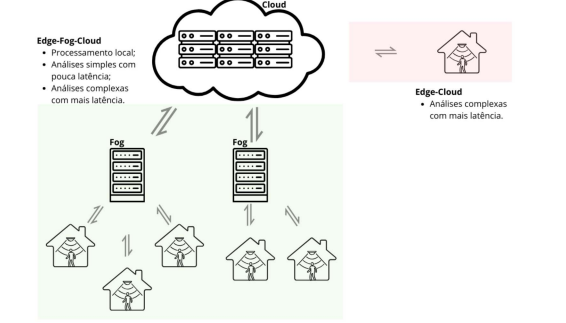 Cloud
Edge-Fog-Cloud
• Processamento local;
• Análises simples com
pouca latência;
• Análises complexas
com mais latência.
Edge-Cloud
• Análises complexas
com mais latência.
Fog
Fog